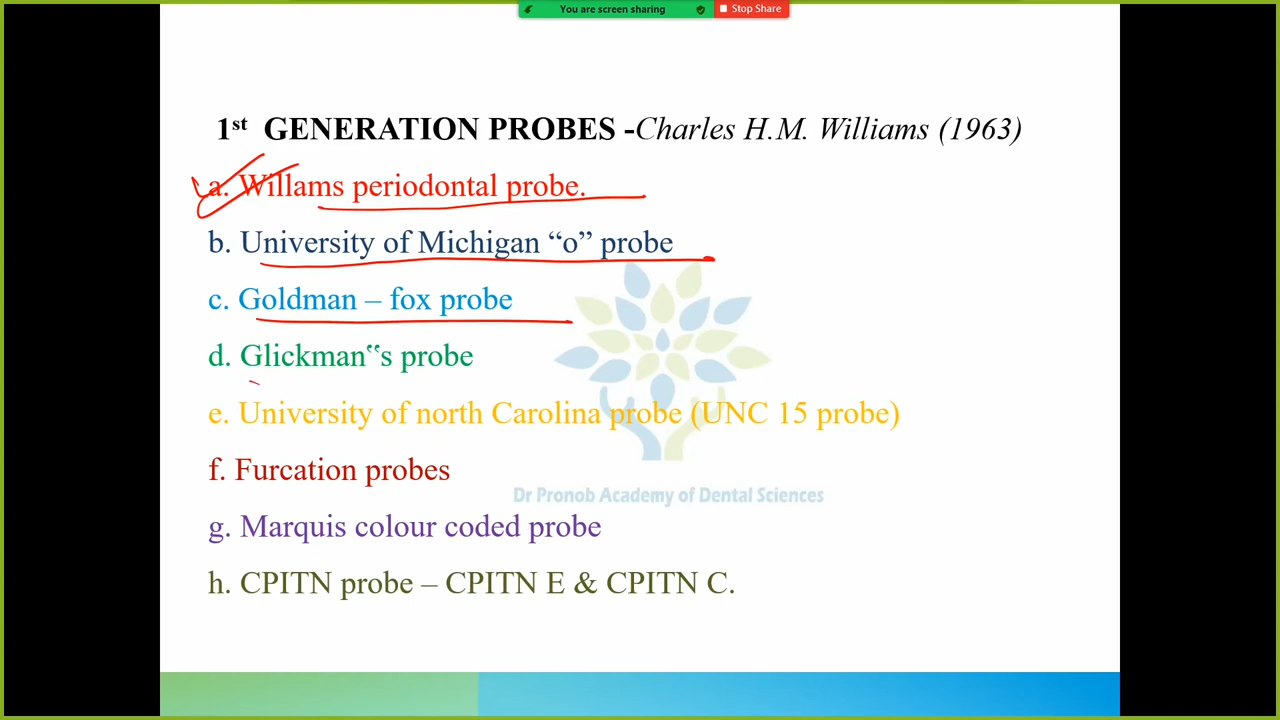 You are screen sharing
Stop Share
1st GENERATION PROBES -Charles H.M. Williams (1963)
a. Willams periodontal probe.
b. University of Michigan “o” probe
c. Goldman – fox probe
d. Glickman‟s probe
e. University of north Carolina probe (UNC 15 probe)
f. Furcation probes
Dr Pronob Academy of Dental Sciences
g. Marquis colour coded probe
h. CPITN probe – CPITN E & CPITN C.